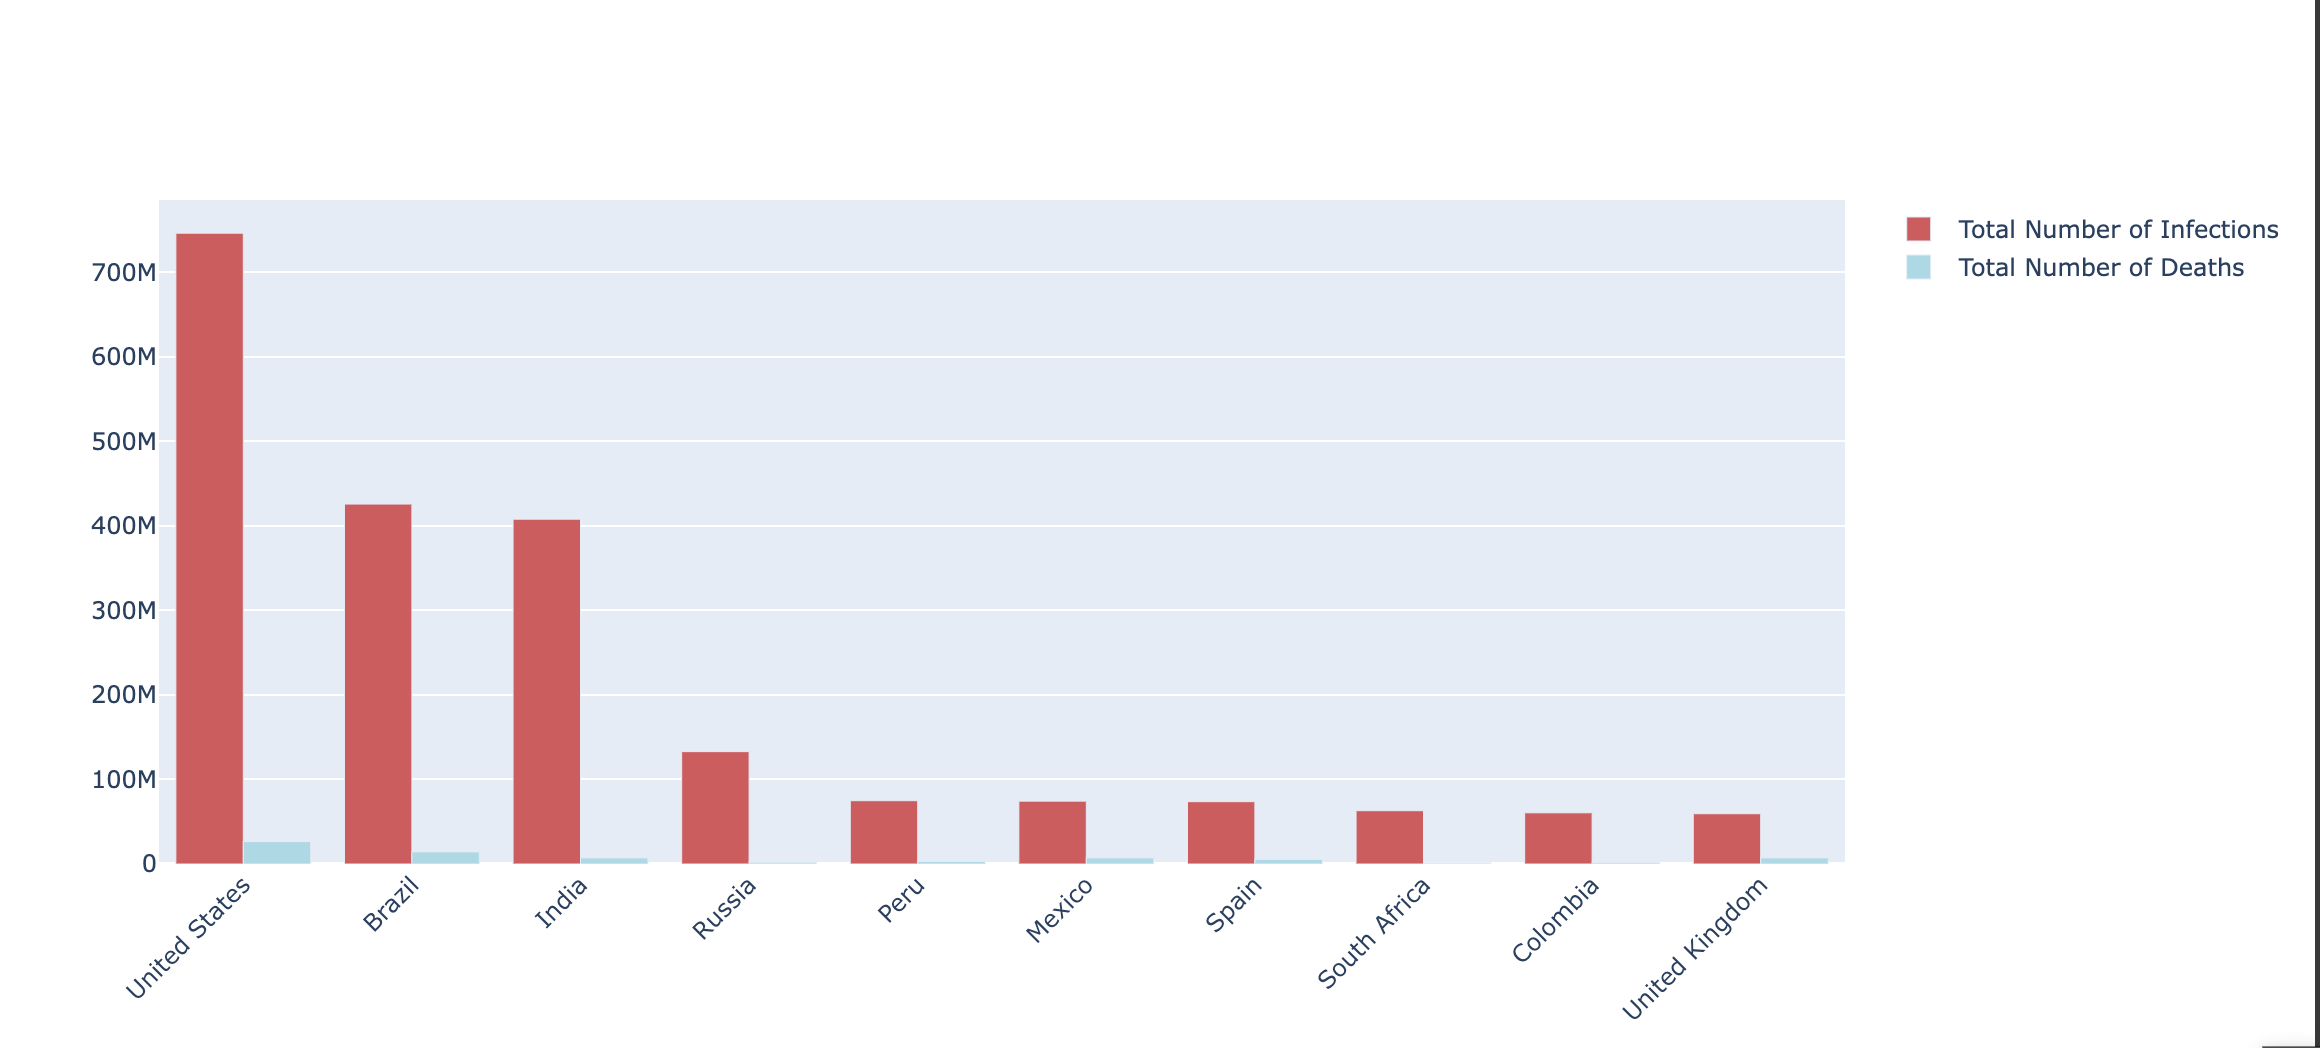 Total Number of Infections
Total Number of Deaths
700M
600M
500M
400M
300M
200M
100M
0
United States
Brazil
India
Russia
Peru
Mexico
Spain
South Africa
Colombia
United Kingdom